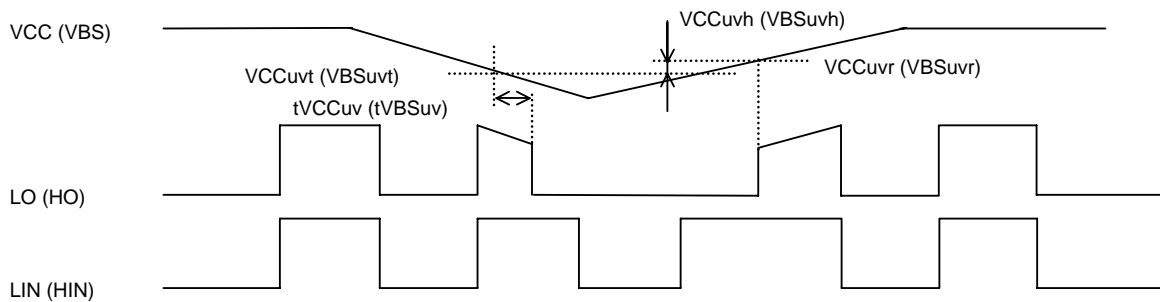 VCCuvh (VBSuvh)
VCC (VBS)
VCCuvt (VBSuvt)
VCCuvr (VBSuvr)
tVCCuv (tVBSuv)
LO (HO)
LIN (HIN)